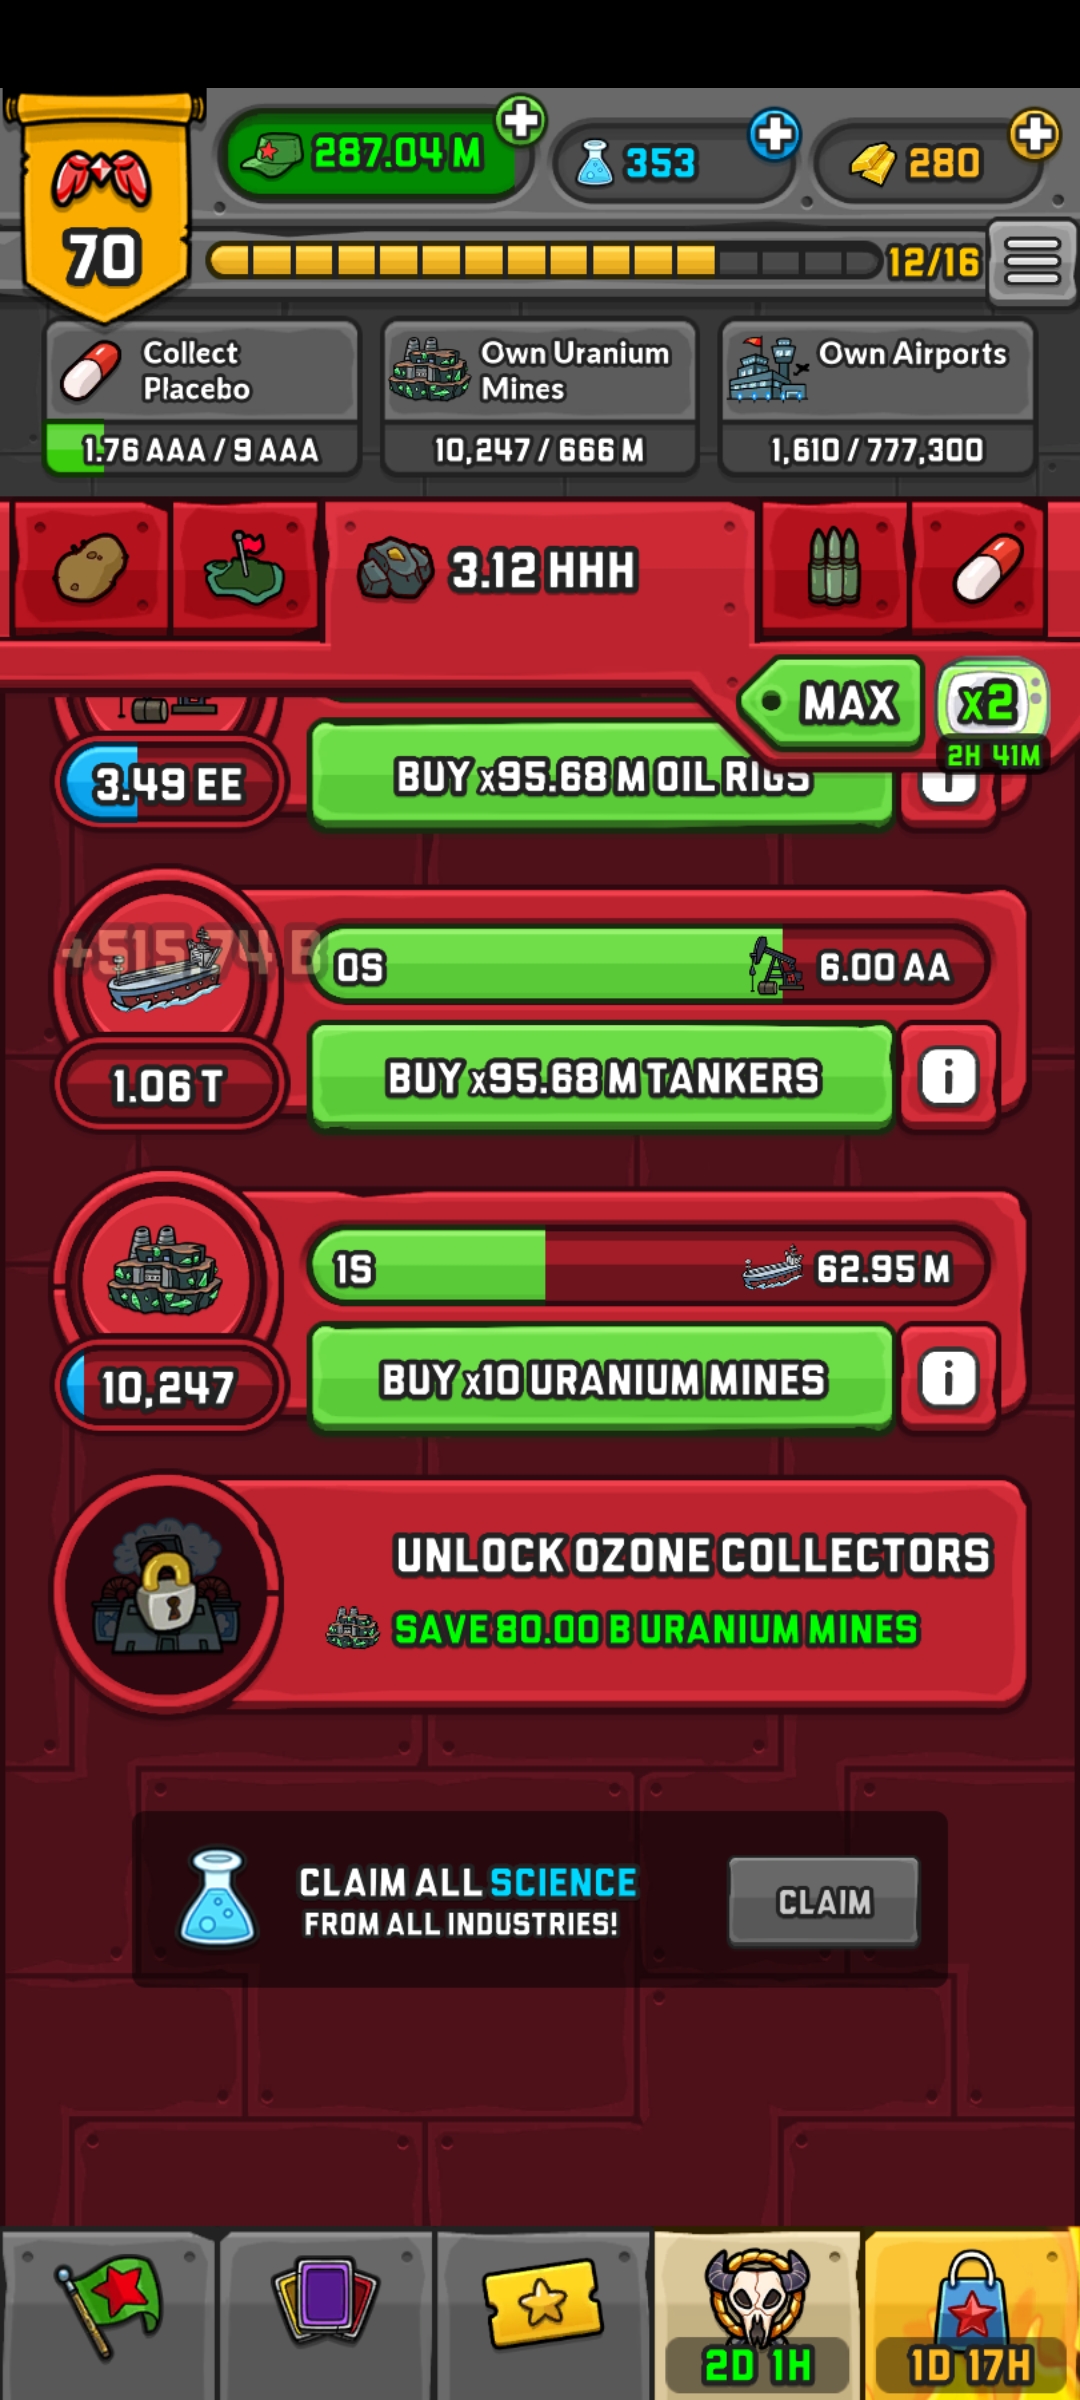 287.04 M
353
280
70
12/16
Collect
Placebo
1.76 AAA / 9 AAA
Own Uranium
Mines
10,247 / 666 M
Own Airports
1,610 / 777,300
3.12 HHH
MAX
x2
2H 41M
3.49 EE
BUY x95.68 M OIL RIGS
+515.74 B
0S
6.00 AA
1.06 T
BUY x95.68 M TANKERS
i
1S
62.95 M
10,247
BUY x10 URANIUM MINES
i
UNLOCK OZONE COLLECTORS
SAVE 80.00 B URANIUM MINES
CLAIM ALL SCIENCE
FROM ALL INDUSTRIES!
CLAIM
2D 1H
1D 17H